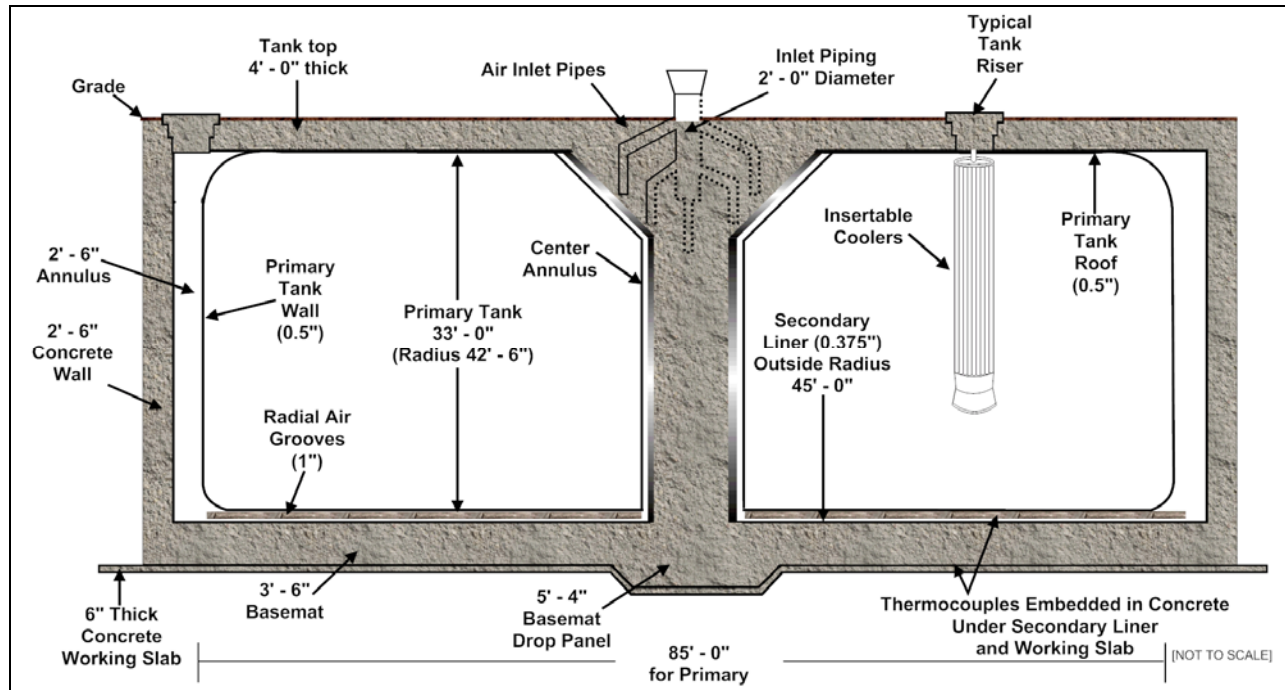 Tank top
4' - 0" thick
Grade
Air Inlet Pipes
Inlet Piping
2' - 0" Diameter
Typical
Tank
Riser
2' - 6"
Annulus
Primary
Tank
Wall
(0.5")
Center
Annulus
Insertable
Coolers
Primary
Tank
Roof
(0.5")
2' - 6"
Concrete
Wall
Primary Tank
33' - 0"
(Radius 42' - 6")
Secondary
Liner (0.375")
Outside Radius
45' - 0"
Radial Air
Grooves
(1")
6" Thick
Concrete
Working Slab
3' - 6"
Basemat
5' - 4"
Basemat
Drop Panel
Thermocouples Embedded in Concrete
Under Secondary Liner
and Working Slab
85' - 0"
for Primary
[NOT TO SCALE]